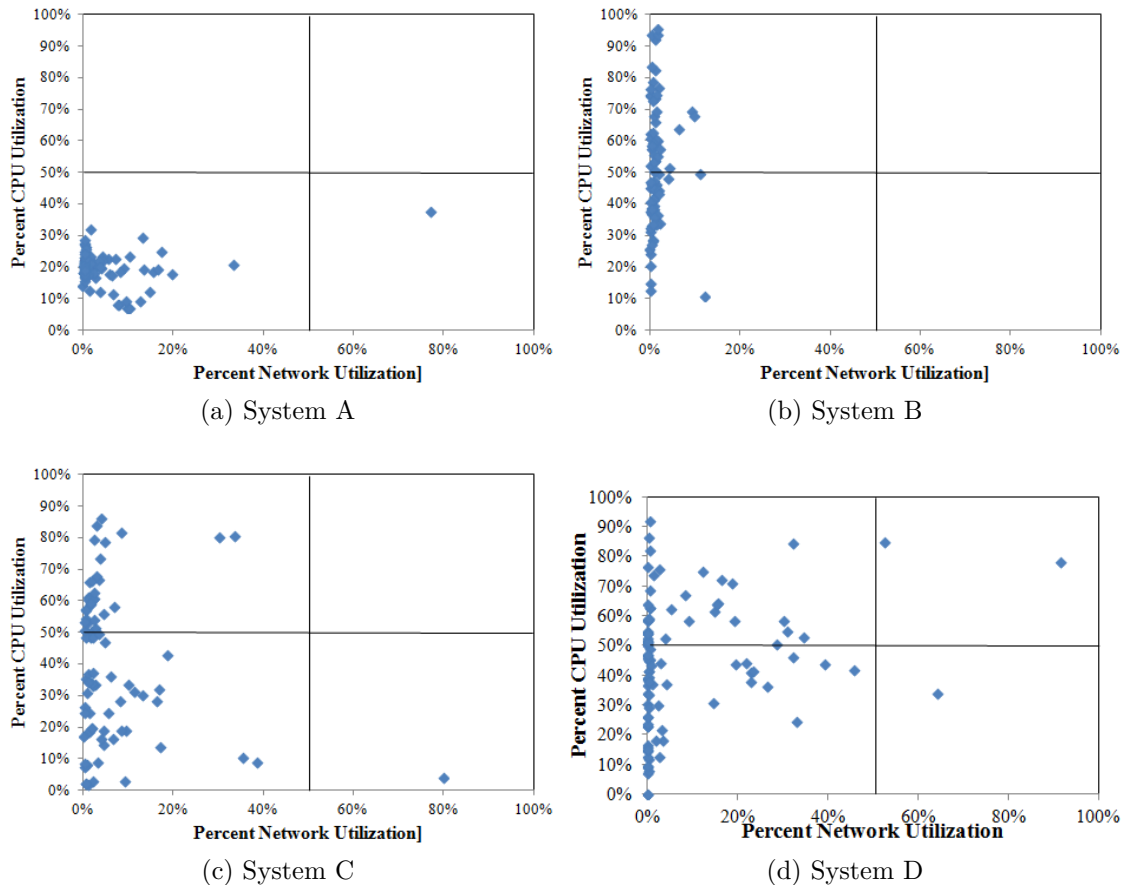 100%
90%
80%
70%
60%
50%
40%
30%
20%
10%
0%
Percent CPU Utilization
0% 20% 40% 60% 80% 100%
Percent Network Utilization]
(a) System A
100%
90%
80%
70%
60%
50%
40%
30%
20%
10%
0%
Percent CPU Utilization
0% 20% 40% 60% 80% 100%
Percent Network Utilization]
(b) System B
100%
90%
80%
70%
60%
50%
40%
30%
20%
10%
0%
Percent CPU Utilization
0% 20% 40% 60% 80% 100%
Percent Network Utilization]
(c) System C
100%
90%
80%
70%
60%
50%
40%
30%
20%
10%
0%
Percent CPU Utilization
0% 20% 40% 60% 80% 100%
Percent Network Utilization
(d) System D